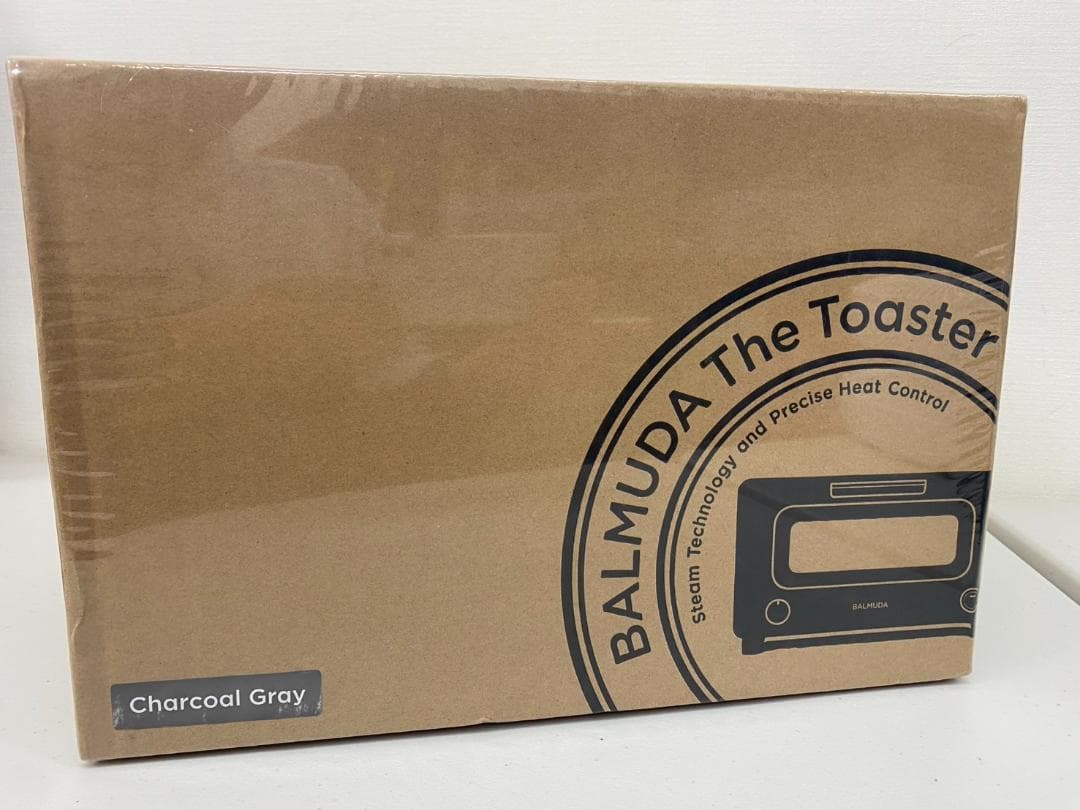 BALMUDA The Toaster
Steam Technology and Precise Heat Control
BALMUDA
Charcoal Gray